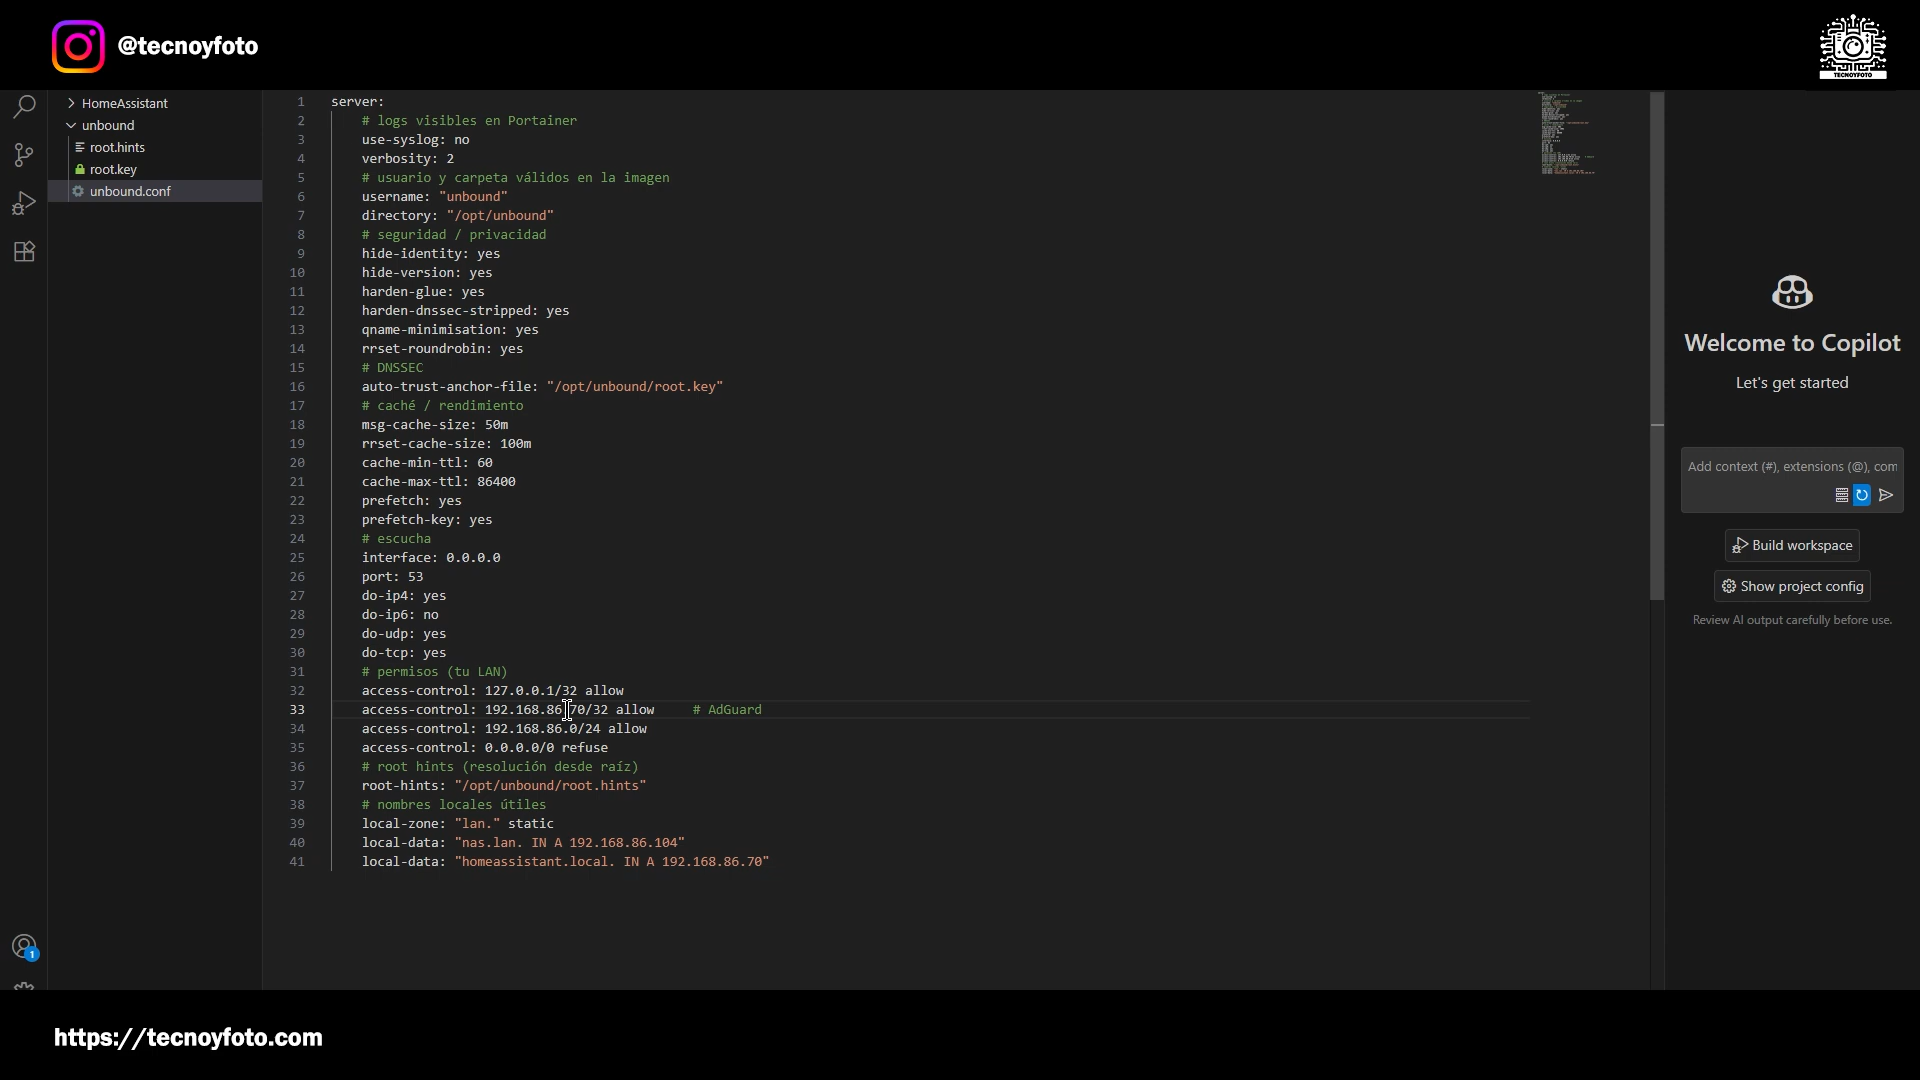 @tecnoyfoto
TECNOYFOTO
HomeAssistant
unbound
root.hints
root.key
unbound.conf
1 server:
2 # logs visibles en Portainer
3 use-syslog: no
4 verbosity: 2
5 # usuario y carpeta válidos en la imagen
6 username: "unbound"
7 directory: "/opt/unbound"
8 # seguridad / privacidad
9 hide-identity: yes
10 hide-version: yes
11 harden-glue: yes
12 harden-dnssec-stripped: yes
13 qname-minimisation: yes
14 rrset-roundrobin: yes
15 # DNSSEC
16 auto-trust-anchor-file: "/opt/unbound/root.key"
17 # caché / rendimiento
18 msg-cache-size: 50m
19 rrset-cache-size: 100m
20 cache-min-ttl: 60
21 cache-max-ttl: 86400
22 prefetch: yes
23 prefetch-key: yes
24 # escucha
25 interface: 0.0.0.0
26 port: 53
27 do-ip4: yes
28 do-ip6: no
29 do-udp: yes
30 do-tcp: yes
31 # permisos (tu LAN)
32 access-control: 127.0.0.1/32 allow
33 access-control: 192.168.86.70/32 allow # AdGuard
34 access-control: 192.168.86.0/24 allow
35 access-control: 0.0.0.0/0 refuse
36 # root hints (resolución desde raíz)
37 root-hints: "/opt/unbound/root.hints"
38 # nombres locales útiles
39 local-zone: "lan." static
40 local-data: "nas.lan. IN A 192.168.86.104"
41 local-data: "homeassistant.local. IN A 192.168.86.70"
Welcome to Copilot
Let's get started
Add context (#), extensions (@), com
Build workspace
Show project config
Review AI output carefully before use.
1
https://tecnoyfoto.com